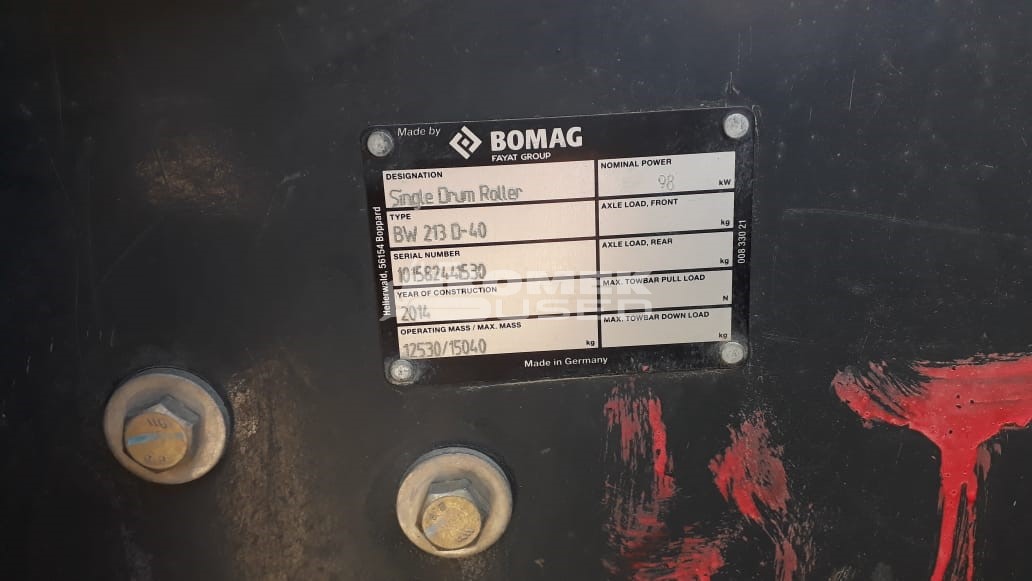 Made by BOMAG
FAYAT GROUP
DESIGNATION
Single Drum Roller
TYPE
BW 213 D-40
SERIAL NUMBER
101582441530
YEAR OF CONSTRUCTION
2014
OPERATING MASS / MAX. MASS
12530/15040 kg
NOMINAL POWER
98 kW
AXLE LOAD, FRONT
kg
AXLE LOAD, REAR
kg
MAX. TOWBAR PULL LOAD
N
MAX. TOWBAR DOWN LOAD
kg
Made in Germany
Hellerwald, 56154 Boppard
008 330 21
USED